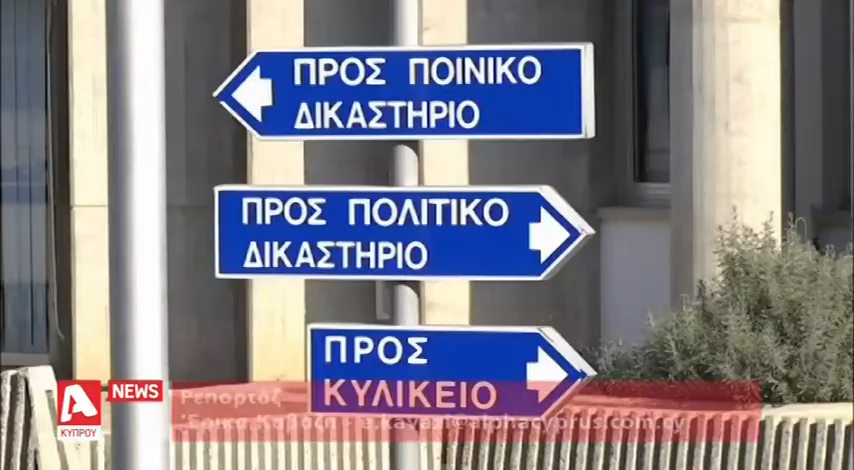 ΠΡΟΣ ΠΟΙΝΙΚΟ
ΔΙΚΑΣΤΗΡΙΟ
ΠΡΟΣ ΠΟΛΙΤΙΚΟ
ΔΙΚΑΣΤΗΡΙΟ
ΠΡΟΣ
ΚΥΛΙΚΕΙΟ
NEWS
ΚΥΠΡΟΥ
Ρεπορτάζ